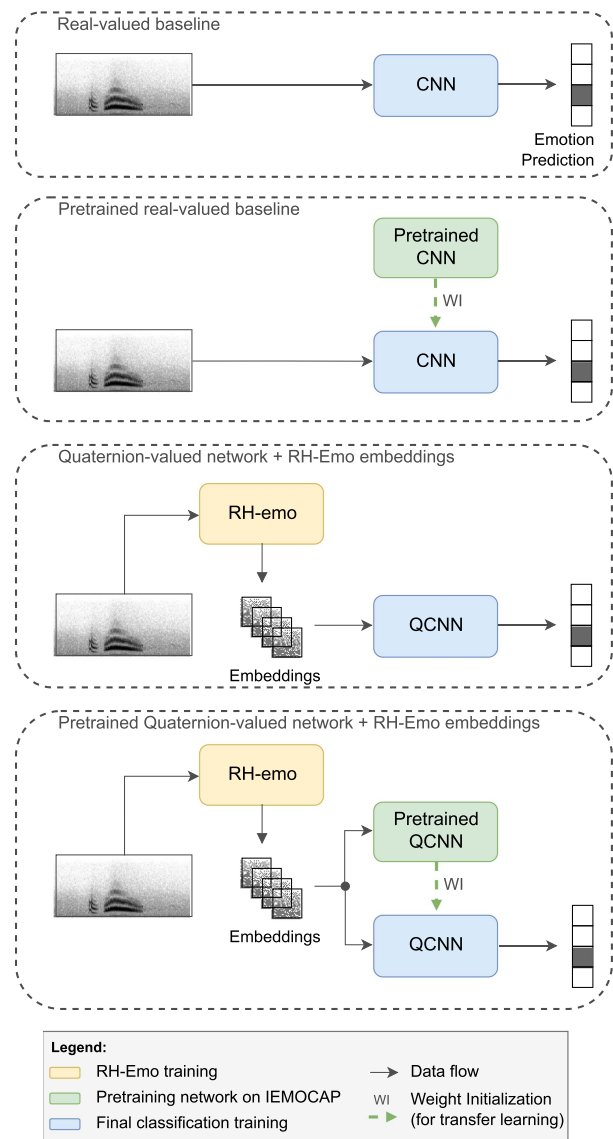 Real-valued baseline
CNN
Emotion
Prediction
Pretrained real-valued baseline
Pretrained
CNN
WI
CNN
Quaternion-valued network + RH-Emo embeddings
RH-emo
QCNN
Embeddings
Pretrained Quaternion-valued network + RH-Emo embeddings
RH-emo
Pretrained
QCNN
WI
Embeddings
QCNN
Legend:
RH-Emo training
Data flow
Pretraining network on IEMOCAP
WI Weight Initialization
(for transfer learning)
Final classification training